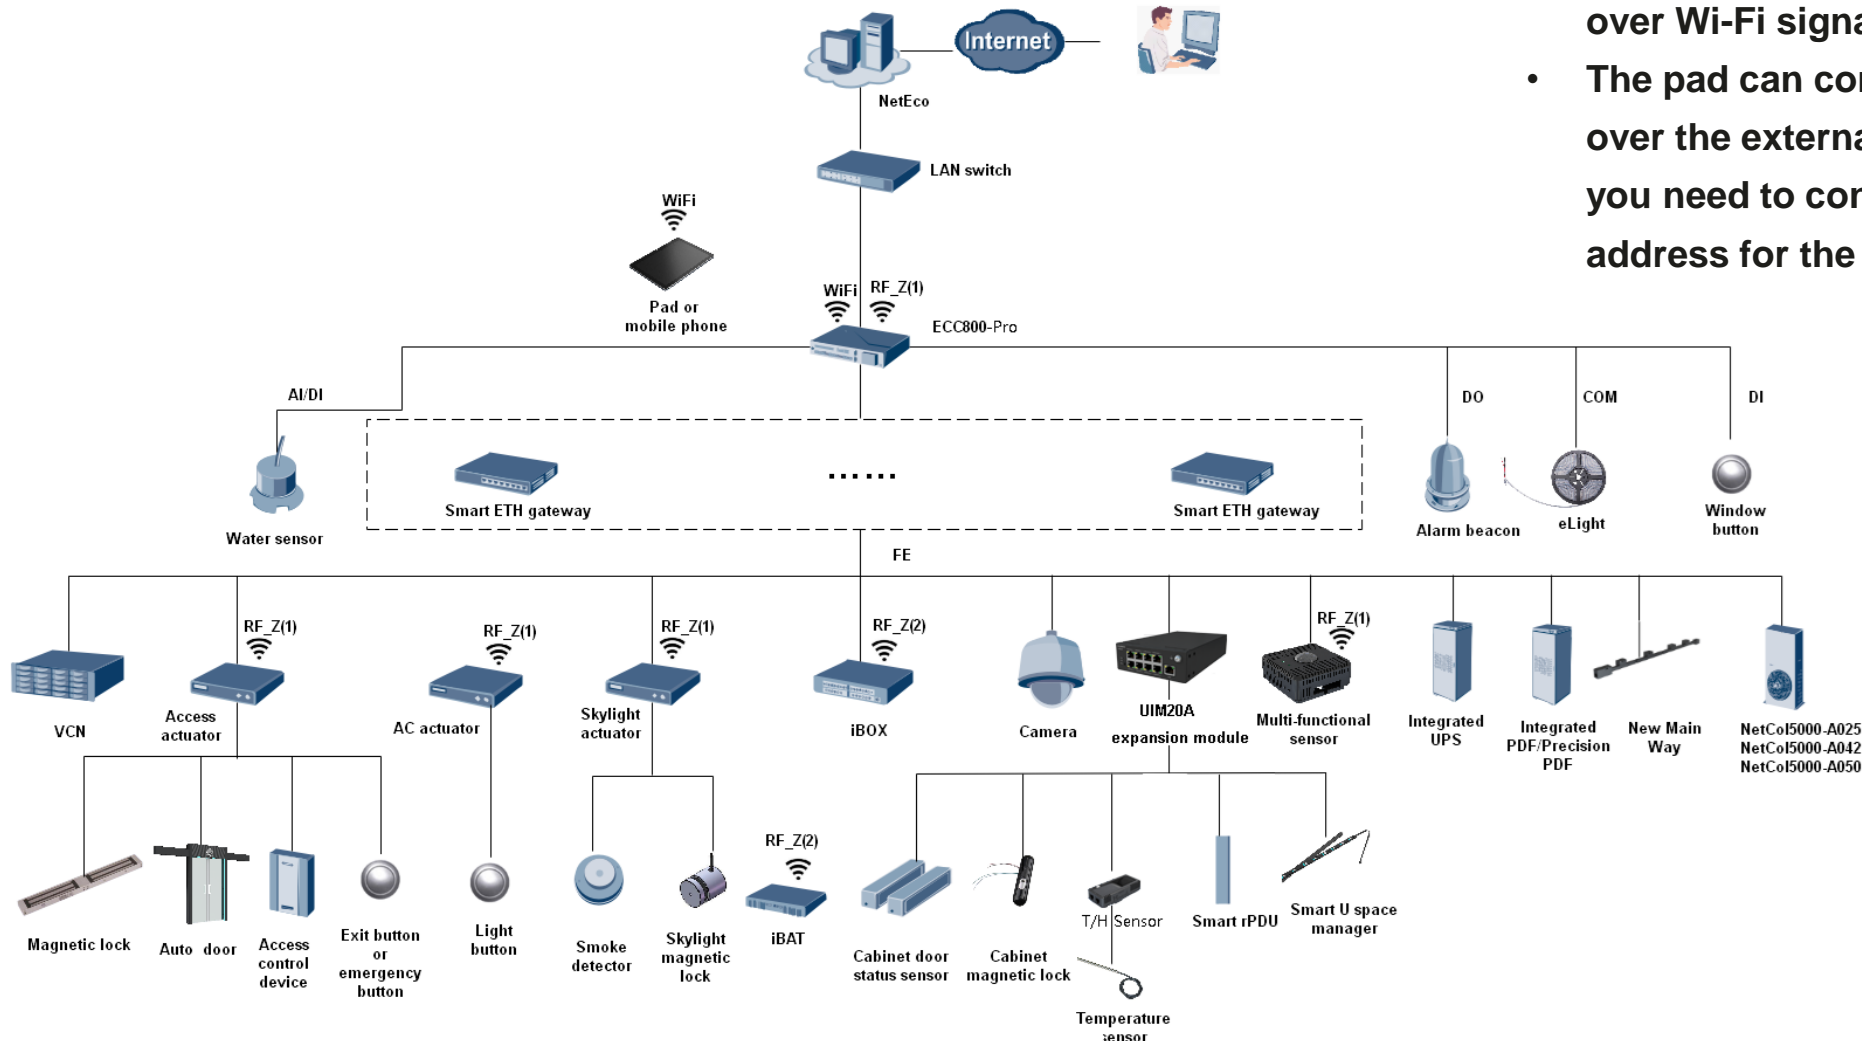 over Wi-Fi signa
Internet
• The pad can co
NetEco
over the externa
LAN switch
you need to co
WiFi
address for the
WiFi
RF_Z(1)
Pad or
mobile phone
ECC800-Pro
AI/DI
DO
COM
DI
......
Smart ETH gateway
Smart ETH gateway
Water sensor
Alarm beacon
eLight
Window
button
FE
RF_Z(1)
RF_Z(1)
RF_Z(1)
RF_Z(2)
RF_Z(1)
VCN
Access
actuator
AC actuator
Skylight
actuator
iBOX
Camera
UIM20A
expansion module
Multi-functional
sensor
Integrated
UPS
Integrated
PDF/Precision
PDF
New Main
Way
NetCol5000-A025
NetCol5000-A042
NetCol5000-A050
RF_Z(2)
Magnetic lock
Auto door
Access
control
device
Exit button
or
emergency
button
Light
button
Smoke
detector
Skylight
magnetic
lock
iBAT
Cabinet door
status sensor
Cabinet
magnetic lock
T/H Sensor
Smart rPDU
Smart U space
manager
Temperature
sensor